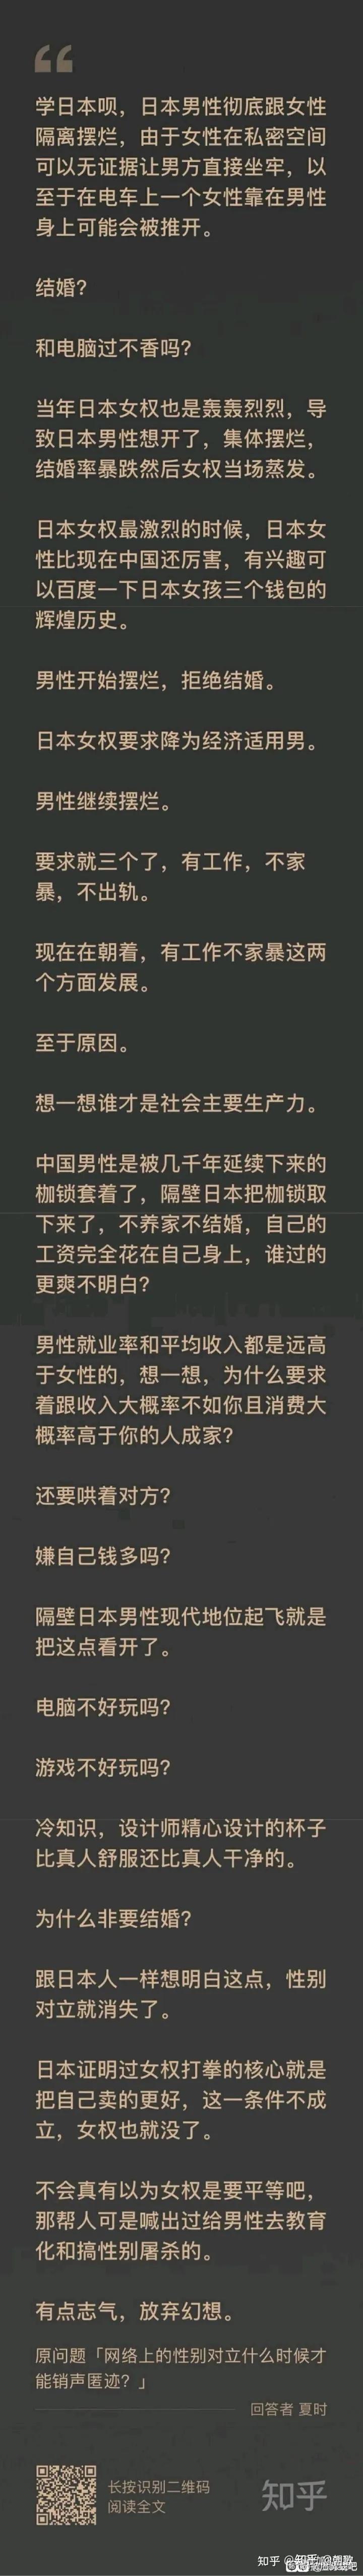 学日本呗，日本男性彻底跟女性
隔离摆烂，由于女性在私密空间
可以无证据让男方直接坐牢，以
至于在电车上一个女性靠在男性
身上可能会被推开。
结婚？
和电脑过不香吗？
当年日本女权也是轰轰烈烈，导
致日本男性想开了，集体摆烂，
结婚率暴跌然后女权当场蒸发。
日本女权最激烈的时候，日本女
性比现在中国还厉害，有兴趣可
以百度一下日本女孩三个钱包的
辉煌历史。
男性开始摆烂，拒绝结婚。
日本女权要求降为经济适用男。
男性继续摆烂。
要求就三个了，有工作，不家
暴，不出轨。
现在在朝着，有工作不家暴这两
个方面发展。
至于原因。
想一想谁才是社会主要生产力。
中国男性是被几千年延续下来的
枷锁套着了，隔壁日本把枷锁取
下来了，不养家不结婚，自己的
工资完全花在自己身上，谁过的
更爽不明白？
男性就业率和平均收入都是远高
于女性的，想一想，为什么要求
着跟收入大概率不如你且消费大
概率高于你的人成家？
还要哄着对方？
嫌自己钱多吗？
隔壁日本男性现代地位起飞就是
把这点看开了。
电脑不好玩吗？
游戏不好玩吗？
冷知识，设计师精心设计的杯子
比真人舒服还比真人干净的。
为什么非要结婚？
跟日本人一样想明白这点，性别
对立就消失了。
日本证明过女权打拳的核心就是
把自己卖的更好，这一条件不成
立，女权也就没了。
不会真有以为女权是要平等吧，
那帮人可是喊出过给男性去教育
化和搞性别屠杀的。
有点志气，放弃幻想。
原问题「网络上的性别对立什么时候才
能销声匿迹？」
回答者 夏时
长按识别二维码
阅读全文
知乎